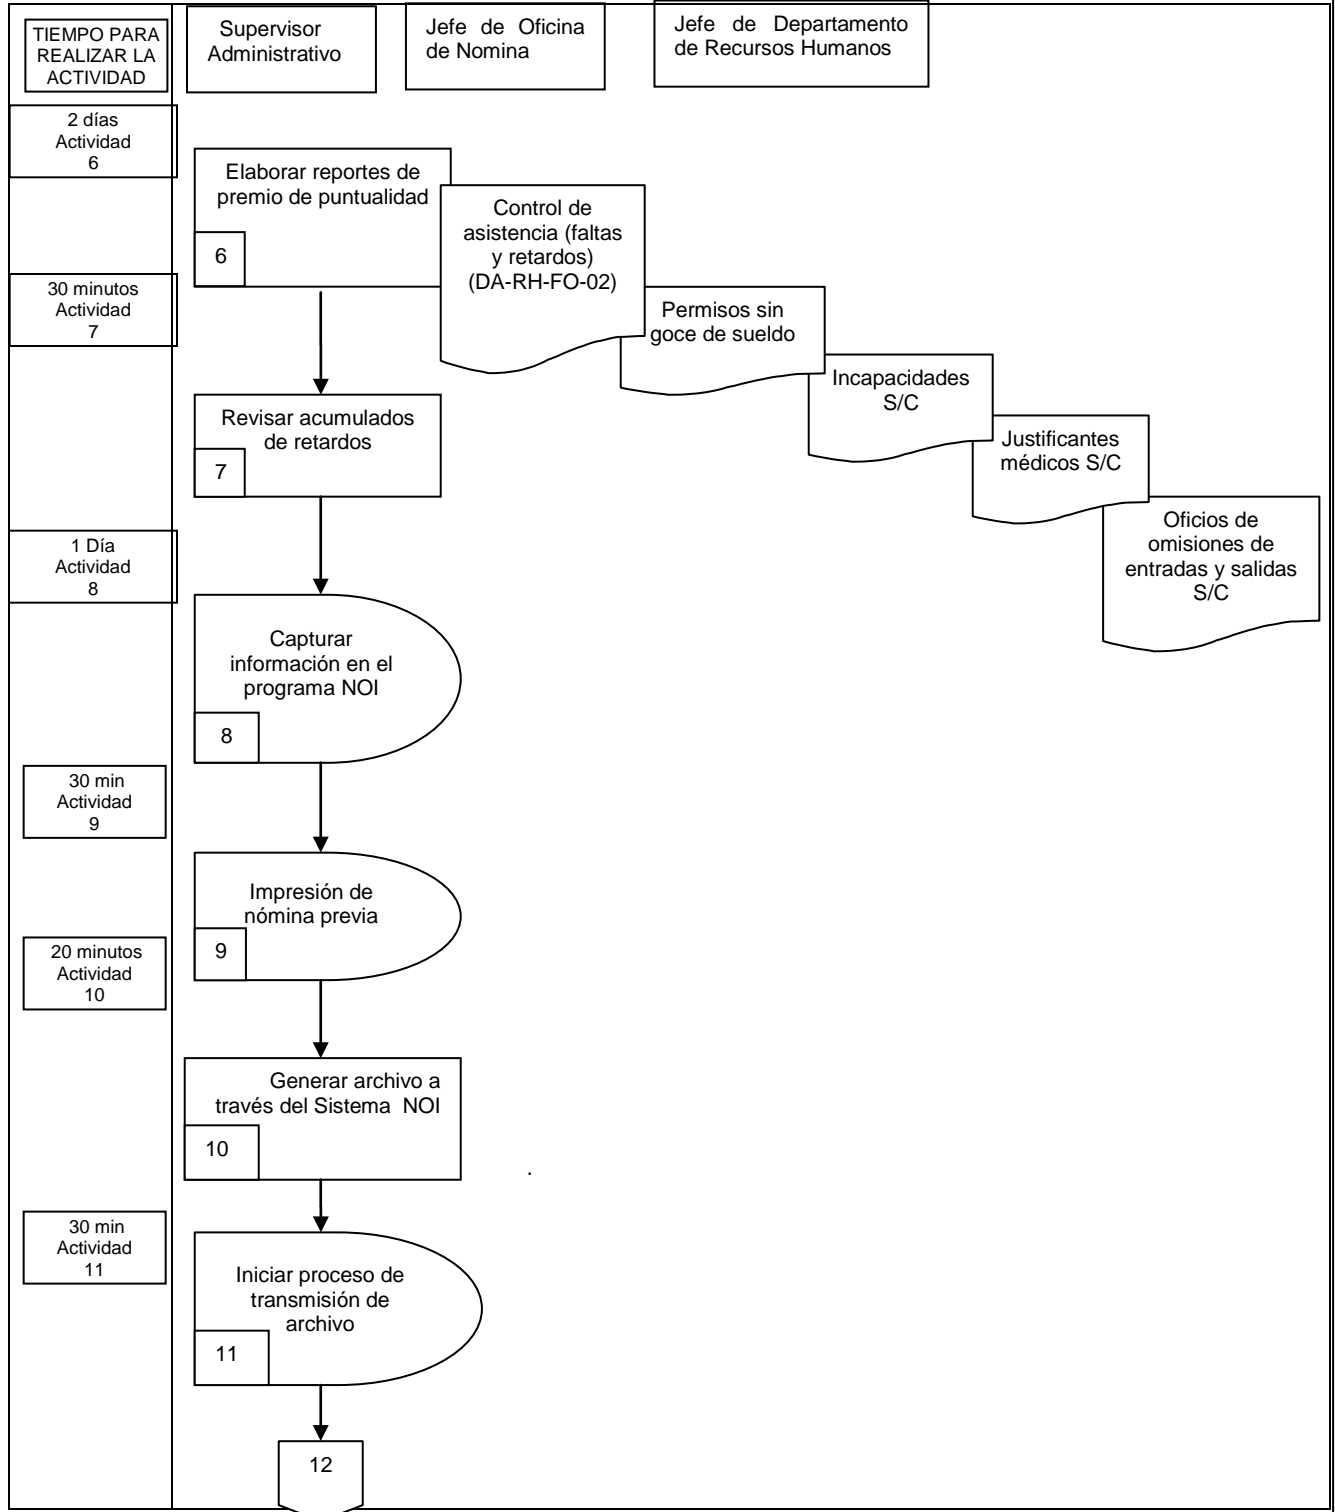 TIEMPO PARA
REALIZAR LA
ACTIVIDAD
Supervisor
Administrativo
Jefe de Oficina
de Nomina
Jefe de Departamento
de Recursos Humanos
2 días
Actividad
6
Elaborar reportes de
premio de puntualidad
6
Control de
asistencia (faltas
y retardos)
(DA-RH-FO-02)
Permisos sin
goce de sueldo
Incapacidades
S/C
Justificantes
médicos S/C
Oficios de
omisiones de
entradas y salidas
S/C
30 minutos
Actividad
7
Revisar acumulados
de retardos
7
1 Día
Actividad
8
Capturar
información en el
programa NOI
8
30 min
Actividad
9
Impresión de
nómina previa
9
20 minutos
Actividad
10
Generar archivo a
través del Sistema  NOI
10
.
30 min
Actividad
11
Iniciar proceso de
transmisión de
archivo
11
12